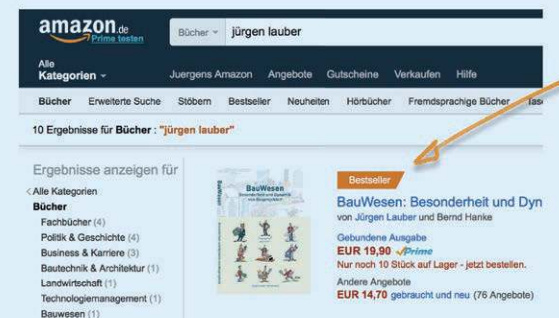 amazon.de
Prime testen
Bücher
jürgen lauber
Alle
Kategorien
Juergens Amazon Angebote Gutscheine Verkaufen Hilfe
Bücher Erweiterte Suche Stöbern Bestseller Neuheiten Hörbücher Fremdsprachige Bücher
10 Ergebnisse für Bücher : "jürgen lauber"
Ergebnisse anzeigen für
< Alle Kategorien
Bücher
Fachbücher (4)
Politik & Geschichte (4)
Business & Karriere (3)
Bautechnik & Architektur (1)
Landwirtschaft (1)
Technologiemanagement (1)
Bauwesen (1)
BauWesen
Bestseller
BauWesen: Besonderheit und Dyn
von Jürgen Lauber und Bernd Hanke
Gebundene Ausgabe
EUR 19,90 Prime
Nur noch 10 Stück auf Lager - jetzt bestellen.
Andere Angebote
EUR 14,70 gebraucht und neu (76 Angebote)